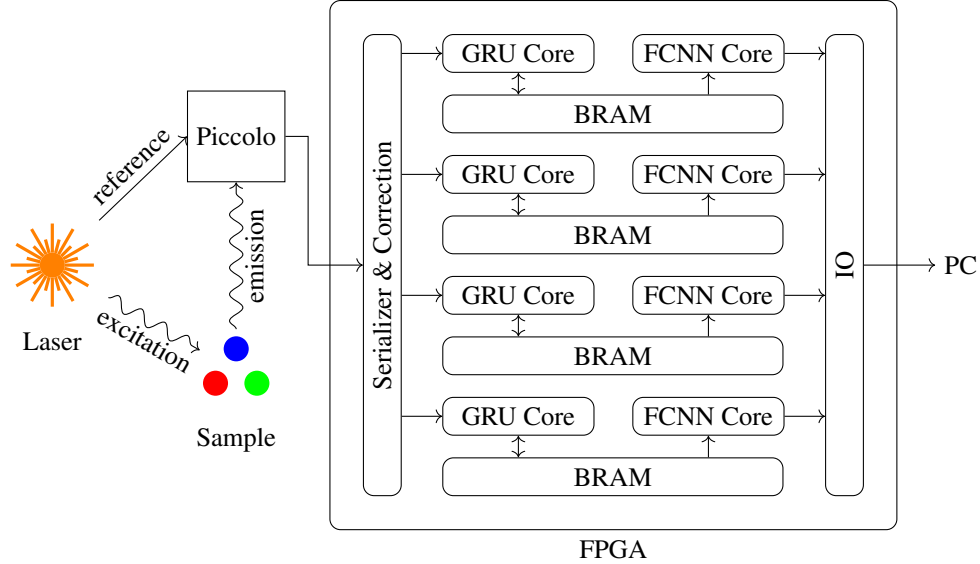 Laser
reference
excitation
emission
Sample
Piccolo
Serializer & Correction
GRU Core
FCNN Core
BRAM
GRU Core
FCNN Core
BRAM
GRU Core
FCNN Core
BRAM
GRU Core
FCNN Core
BRAM
IO
PC
FPGA